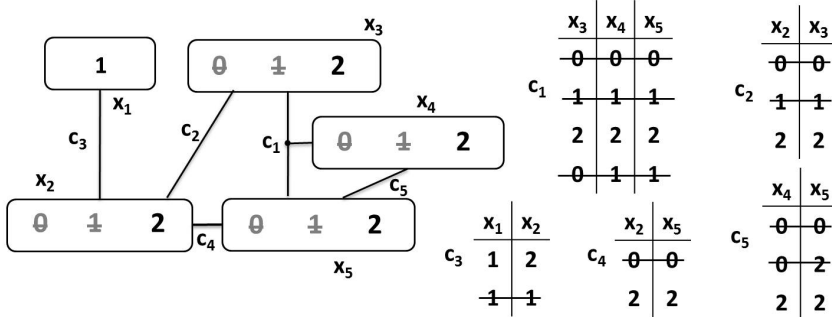 x₃
1
0 1 2
x₁
x₄
c₃
c₂
c₁
0 1 2
x₂
c₅
0 1 2
c₄
0 1 2
x₅
x₃ x₄ x₅
0 0 0
c₁
1 1 1
2 2 2
0 1 1
x₂ x₃
0 0
c₂
1 1
2 2
x₁ x₂
c₃
1 2
1 1
x₂ x₅
c₄
0 0
2 2
x₄ x₅
0 0
c₅
0 2
2 2